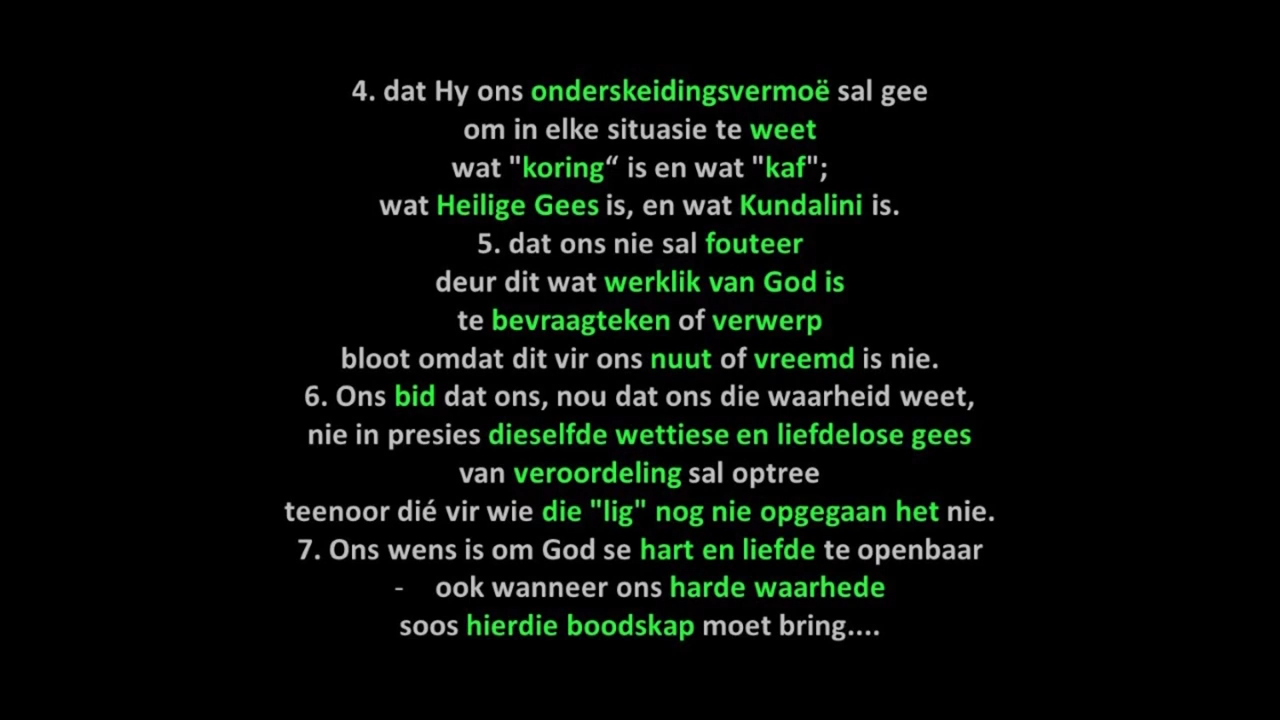 4. dat Hy ons onderskeidingsvermoë sal gee
om in elke situasie te weet
wat "koring“ is en wat "kaf";
wat Heilige Gees is, en wat Kundalini is.
5. dat ons nie sal fouteer
deur dit wat werklik van God is
te bevraagteken of verwerp
bloot omdat dit vir ons nuut of vreemd is nie.
6. Ons bid dat ons, nou dat ons die waarheid weet,
nie in presies dieselfde wettiese en liefdelose gees
van veroordeling sal optree
teenoor dié vir wie die "lig" nog nie opgegaan het nie.
7. Ons wens is om God se hart en liefde te openbaar
- ook wanneer ons harde waarhede
soos hierdie boodskap moet bring....